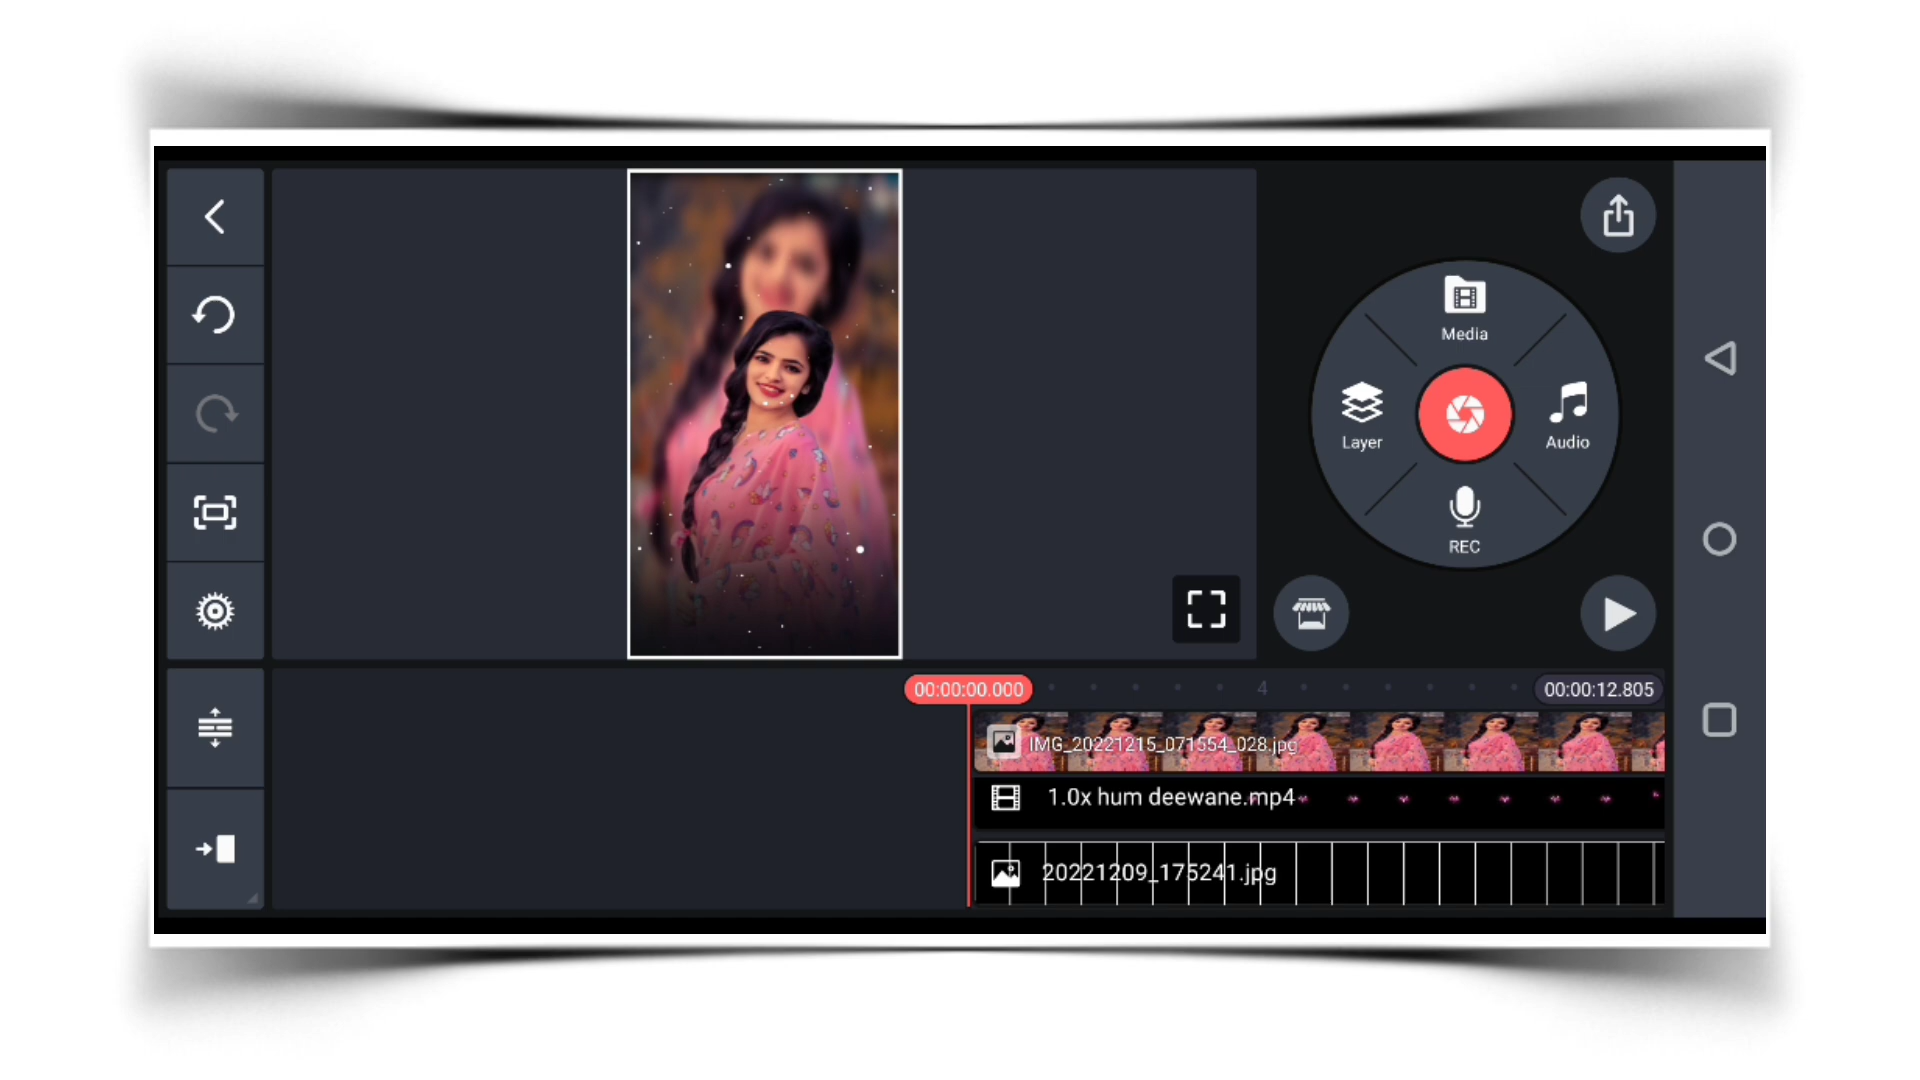 Media
Layer
Audio
REC
00:00:00.000
4
00:00:12.805
IMG_20221215_071554_028.jpg
1.0x hum deewane.mp4
20221209_175241.jpg